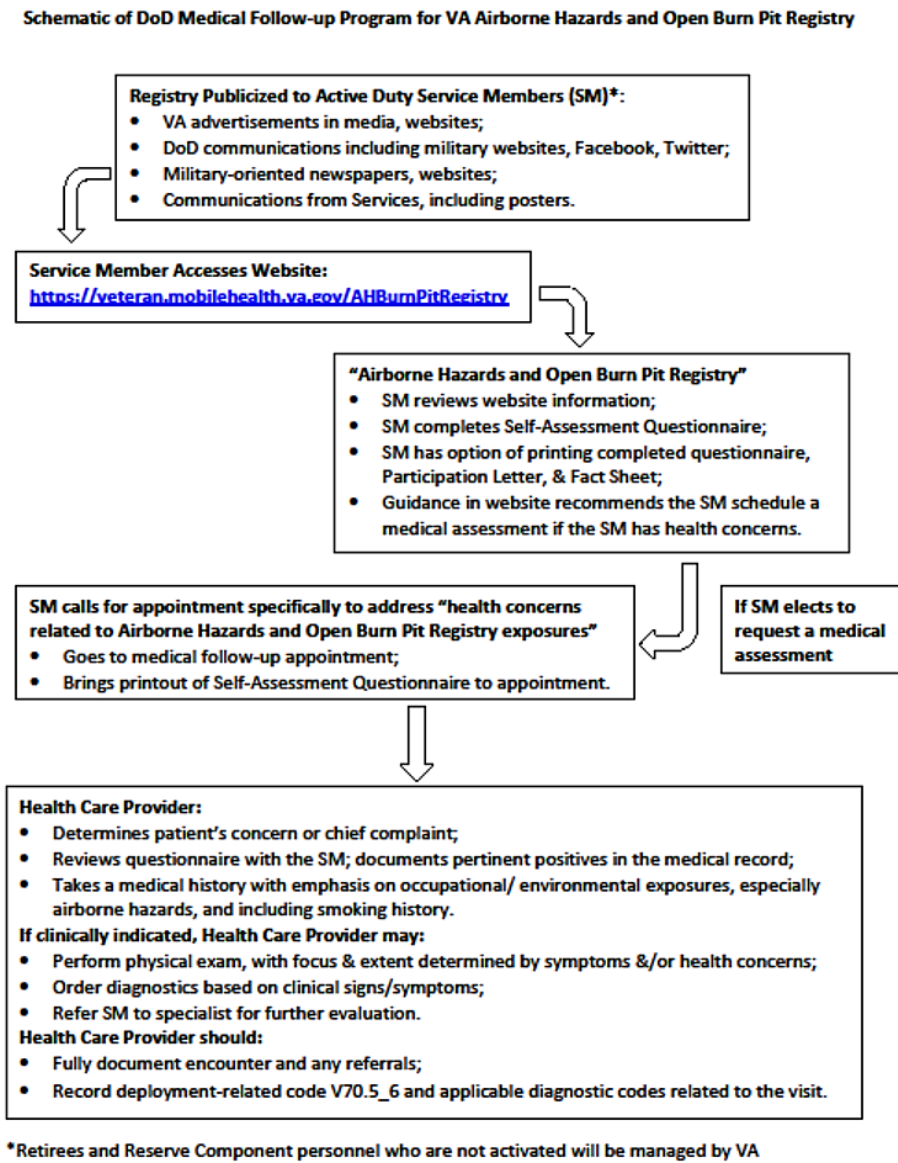 Schematic of DoD Medical Follow-up Program for VA Airborne Hazards and Open Burn Pit Registry
Registry Publicized to Active Duty Service Members (SM)*:
• VA advertisements in media, websites;
• DoD communications including military websites, Facebook, Twitter;
• Military-oriented newspapers, websites;
• Communications from Services, including posters.
Service Member Accesses Website:
https://veteran.mobilehealth.va.gov/AHBurnPitRegistry
“Airborne Hazards and Open Burn Pit Registry”
• SM reviews website information;
• SM completes Self-Assessment Questionnaire;
• SM has option of printing completed questionnaire,
Participation Letter, & Fact Sheet;
• Guidance in website recommends the SM schedule a
medical assessment if the SM has health concerns.
If SM elects to
request a medical
assessment
SM calls for appointment specifically to address “health concerns
related to Airborne Hazards and Open Burn Pit Registry exposures”
• Goes to medical follow-up appointment;
• Brings printout of Self-Assessment Questionnaire to appointment.
Health Care Provider:
• Determines patient’s concern or chief complaint;
• Reviews questionnaire with the SM; documents pertinent positives in the medical record;
• Takes a medical history with emphasis on occupational/ environmental exposures, especially
airborne hazards, and including smoking history.
If clinically indicated, Health Care Provider may:
• Perform physical exam, with focus & extent determined by symptoms &/or health concerns;
• Order diagnostics based on clinical signs/symptoms;
• Refer SM to specialist for further evaluation.
Health Care Provider should:
• Fully document encounter and any referrals;
• Record deployment-related code V70.5_6 and applicable diagnostic codes related to the visit.
*Retirees and Reserve Component personnel who are not activated will be managed by VA